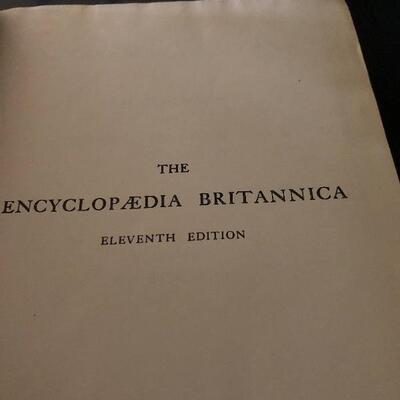 THE
ENCYCLOPÆDIA BRITANNICA
ELEVENTH EDITION